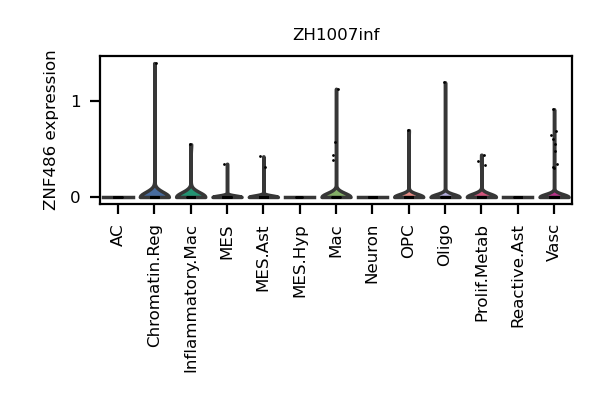 ZH1007inf
ZNF486 expression
1
0
AC
Chromatin.Reg
Inflammatory.Mac
MES
MES.Ast
MES.Hyp
Mac
Neuron
OPC
Oligo
Prolif.Metab
Reactive.Ast
Vasc